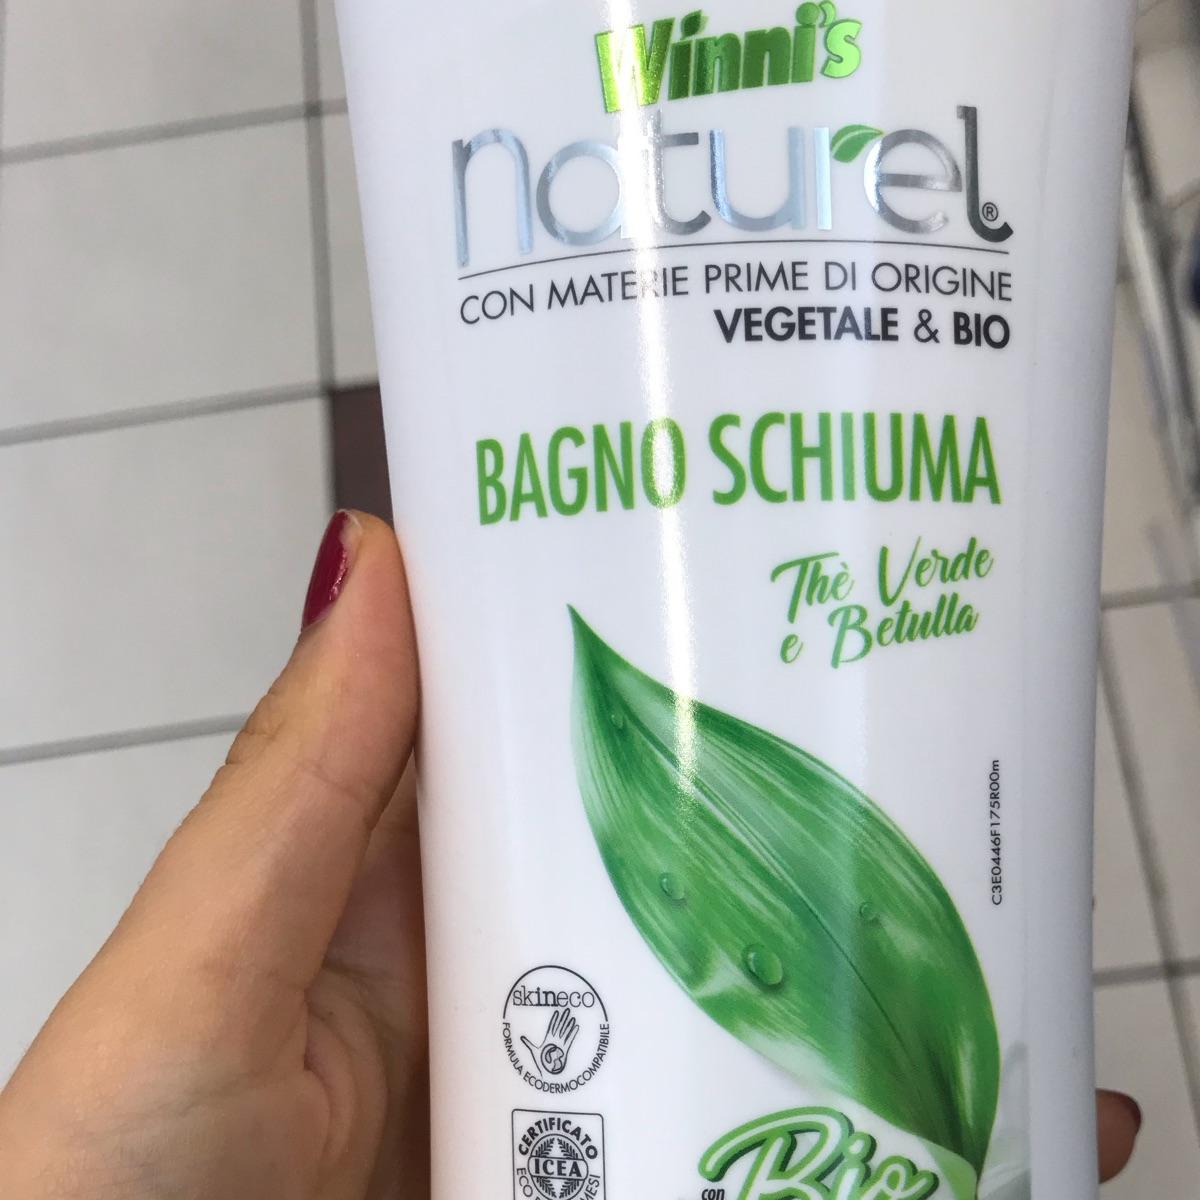 Winni's
naturel®
CON MATERIE PRIME DI ORIGINE
VEGETALE & BIO
BAGNO SCHIUMA
Thè Verde
e Betulla
C3E0446F175R00m
skineco
FORMULA ECODERMOCOMPATIBILE
CERTIFICATO
ICEA
con
Bio